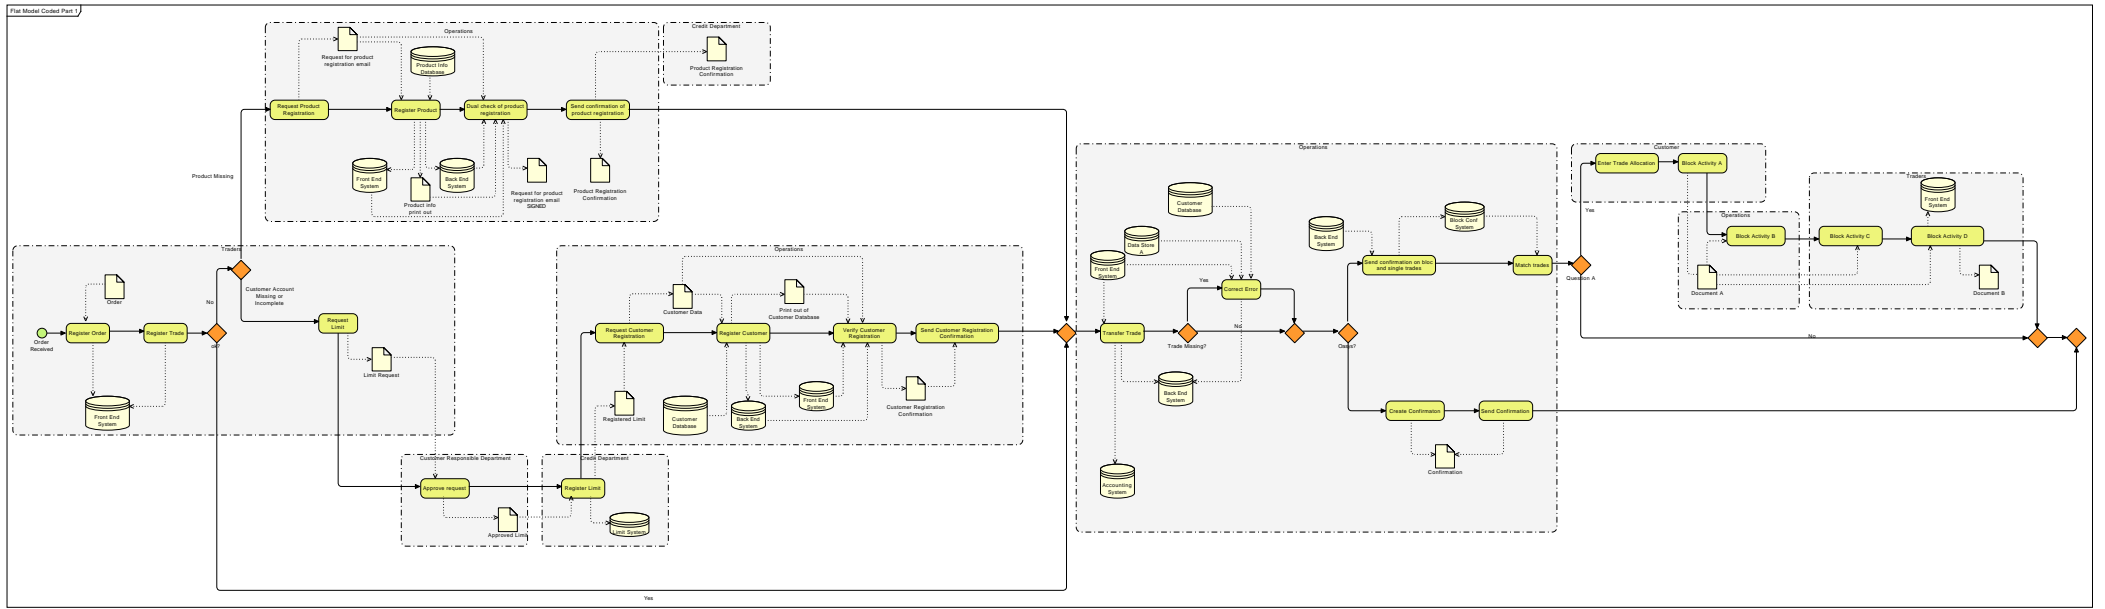 Flat Model Coded Part 1
Operations
Request for product
registration email
Product Info
Database
Request Product
Registration
Register Product
Dual check of product
registration
Send confirmation of
product registration
Front End
System
Product info
print out
Back End
System
Request for product
registration email
SIGNED
Product Registration
Confirmation
Credit Department
Product Registration
Confirmation
Product Missing
Traders
Order
Order
Received
Register Order
Register Trade
ok?
No
Customer Account
Missing or
Incomplete
Request
Limit
Limit Request
Front End
System
Customer Responsible Department
Approve request
Approved Limit
Credit Department
Register Limit
Limit System
Operations
Customer Data
Print out of
Customer Database
Request Customer
Registration
Register Customer
Verify Customer
Registration
Send Customer Registration
Confirmation
Registered Limit
Customer
Database
Back End
System
Front End
System
Customer Registration
Confirmation
Yes
Operations
Customer
Database
Data Store
A
Front End
System
Back End
System
Block Conf
System
Send confirmation on bloc
and single trades
Match trades
Yes
Correct Error
No
Transfer Trade
Trade Missing?
Oases?
Back End
System
Create Confirmaton
Send Confirmation
Confirmation
Accounting
System
Customer
Enter Trade Allocation
Block Activity A
Yes
Question A
No
Operations
Block Activity B
Document A
Traders
Front End
System
Block Activity C
Block Activity D
Document B